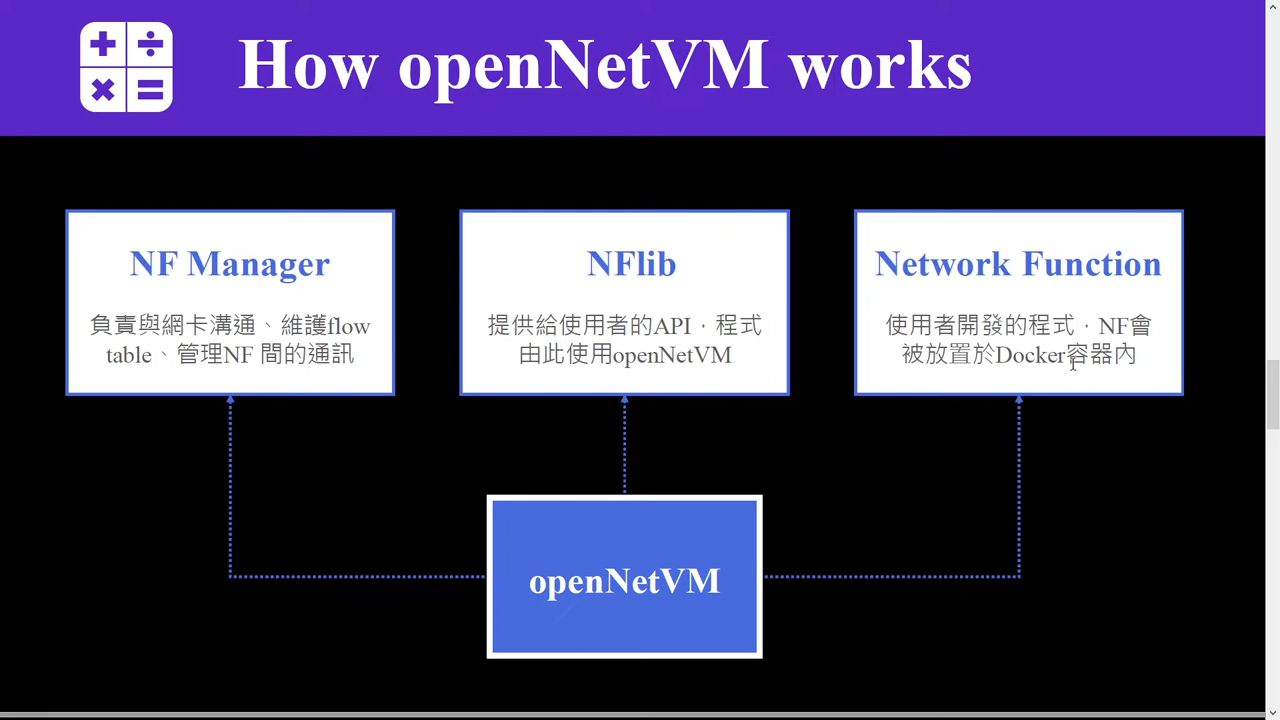 How openNetVM works
NF Manager
負責與網卡溝通、維護flow
table、管理NF 間的通訊
NFlib
提供給使用者的API，程式
由此使用openNetVM
Network Function
使用者開發的程式，NF會
被放置於Docker容器內
openNetVM